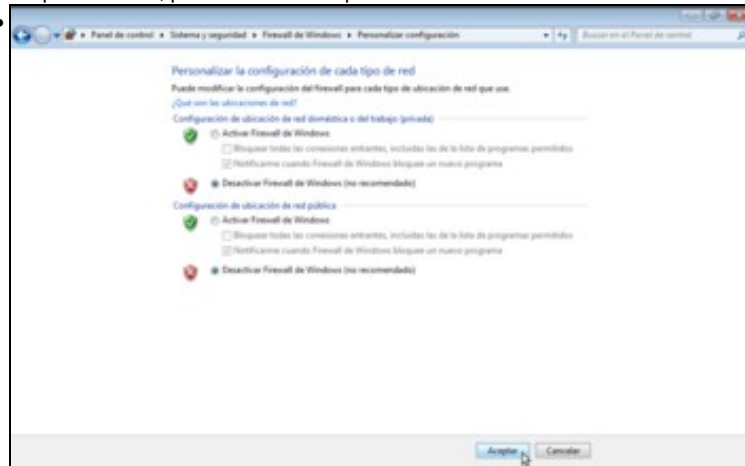 Panel de control ▸ Sistema y seguridad ▸ Firewall de Windows ▸ Personalizar configuración
Buscar en el Panel de control
Personalizar la configuración de cada tipo de red
Puede modificar la configuración del firewall para cada tipo de ubicación de red que use.
¿Qué son las ubicaciones de red?
Configuración de ubicación de red doméstica o del trabajo (privada)
Activar Firewall de Windows
Bloquear todas las conexiones entrantes, incluidas las de la lista de programas permitidos
Notificarme cuando Firewall de Windows bloquee un nuevo programa
Desactivar Firewall de Windows (no recomendado)
Configuración de ubicación de red pública
Activar Firewall de Windows
Bloquear todas las conexiones entrantes, incluidas las de la lista de programas permitidos
Notificarme cuando Firewall de Windows bloquee un nuevo programa
Desactivar Firewall de Windows (no recomendado)
Aceptar
Cancelar